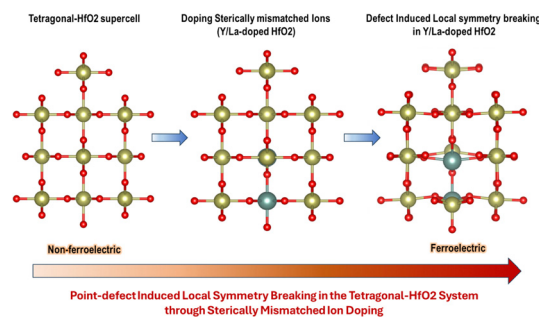 Tetragonal-HfO2 supercell
Doping Sterically mismatched Ions
(Y/La-doped HfO2)
Defect Induced Local symmetry breaking
in Y/La-doped HfO2
Non-ferroelectric
Ferroelectric
Point-defect Induced Local Symmetry Breaking in the Tetragonal-HfO2 System
through Sterically Mismatched Ion Doping